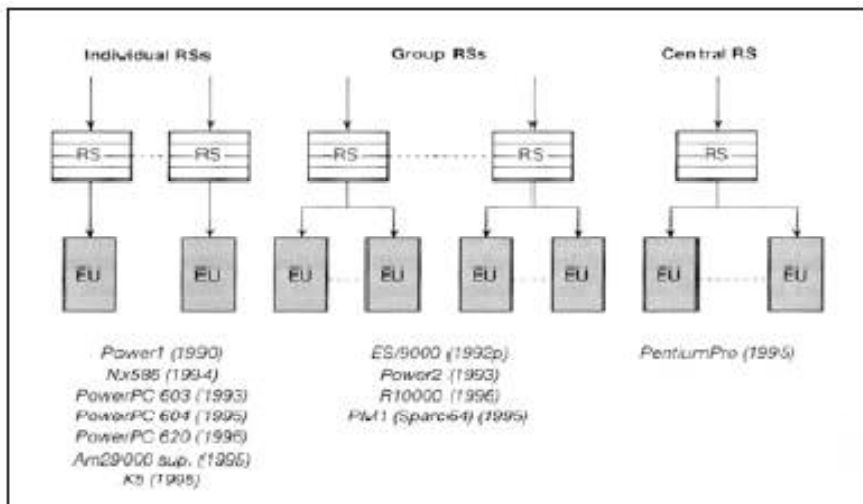 Individual RSs
Group RSs
Central RS
RS RS RS RS RS
EU EU EU EU EU EU EU EU
Power1 (1990)
Nx586 (1994)
PowerPC 603 (1993)
PowerPC 604 (1995)
PowerPC 620 (1996)
Am29000 sup. (1995)
K5 (1995)
ES/9000 (1992p)
Power2 (1993)
R10000 (1996)
PM1 (Sparc64) (1995)
PentiumPro (1995)